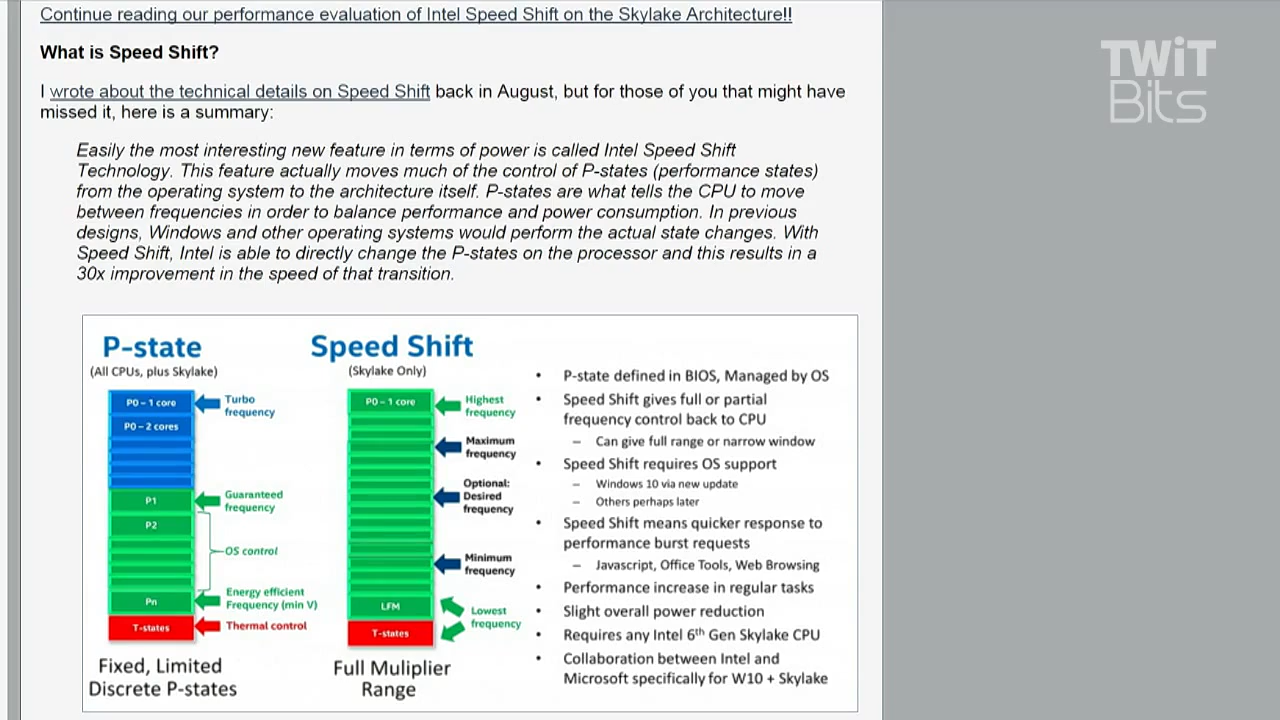 Continue reading our performance evaluation of Intel Speed Shift on the Skylake Architecture!!
What is Speed Shift?
I wrote about the technical details on Speed Shift back in August, but for those of you that might have
missed it, here is a summary:
Easily the most interesting new feature in terms of power is called Intel Speed Shift
Technology. This feature actually moves much of the control of P-states (performance states)
from the operating system to the architecture itself. P-states are what tells the CPU to move
between frequencies in order to balance performance and power consumption. In previous
designs, Windows and other operating systems would perform the actual state changes. With
Speed Shift, Intel is able to directly change the P-states on the processor and this results in a
30x improvement in the speed of that transition.
P-state
(All CPUs, plus Skylake)
P0 – 1 core
Turbo
frequency
P0 – 2 cores
P1
Guaranteed
frequency
P2
OS control
Pn
Energy efficient
Frequency (min V)
T-states
Thermal control
Fixed, Limited
Discrete P-states
Speed Shift
(Skylake Only)
P0 – 1 core
Highest
frequency
Maximum
frequency
Optional:
Desired
frequency
Minimum
frequency
LFM
Lowest
frequency
T-states
Full Muliplier
Range
• P-state defined in BIOS, Managed by OS
• Speed Shift gives full or partial
frequency control back to CPU
– Can give full range or narrow window
• Speed Shift requires OS support
– Windows 10 via new update
– Others perhaps later
• Speed Shift means quicker response to
performance burst requests
– Javascript, Office Tools, Web Browsing
• Performance increase in regular tasks
• Slight overall power reduction
• Requires any Intel 6th Gen Skylake CPU
• Collaboration between Intel and
Microsoft specifically for W10 + Skylake
TWiT
Bits